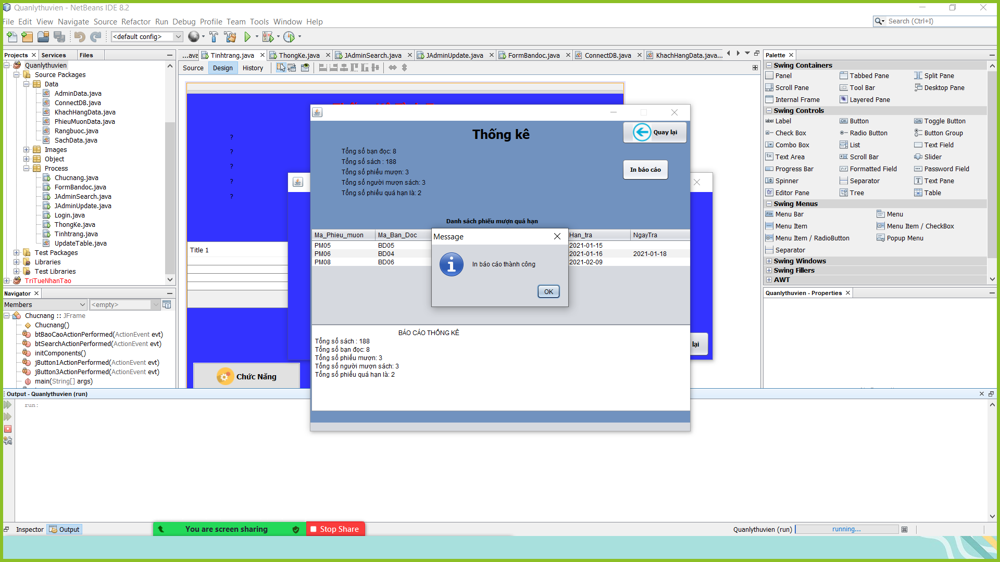 Quanlythuvien - NetBeans IDE 8.2
File Edit View Navigate Source Refactor Run Debug Profile Team Tools Window Help
Search (Ctrl+I)
<default config>
Projects
Services
Files
Quanlythuvien
Source Packages
Data
AdminData.java
ConnectDB.java
KhachHangData.java
PhieuMuonData.java
Rangbuoc.java
SachData.java
Images
Object
Process
Chucnang.java
FormBandoc.java
JAdminSearch.java
JAdminUpdate.java
Login.java
ThongKe.java
Tinhtrang.java
UpdateTable.java
Test Packages
Libraries
Test Libraries
TriTueNhanTao
Navigator
Members
<empty>
Chucnang :: JFrame
Chucnang()
btBaoCaoActionPerformed(ActionEvent evt)
btSearchActionPerformed(ActionEvent evt)
initComponents()
jButton1ActionPerformed(ActionEvent evt)
jButton3ActionPerformed(ActionEvent evt)
main(String[] args)
...ava
Tinhtrang.java
ThongKe.java
JAdminSearch.java
JAdminUpdate.java
FormBandoc.java
ConnectDB.java
KhachHangData.java...
Source Design History
?
?
?
?
?
Title 1
Chức Năng
Thống kê
Quay lại
Tổng số bạn đọc: 8
Tổng số sách : 188
Tổng số phiếu mượn: 3
Tổng số người mượn sách: 3
Tổng số phiếu quá hạn là: 2
In báo cáo
Danh sách phiếu mượn quá hạn
Ma_Phieu_muon Ma_Ban_Doc Han_tra NgayTra
PM05 BD05 2021-01-15
PM06 BD04 2021-01-16 2021-01-18
PM08 BD06 2021-02-09
Message
In báo cáo thành công
OK
lại
BÁO CÁO THỐNG KÊ
Tổng số sách : 188
Tổng số bạn đọc: 8
Tổng số phiếu mượn: 3
Tổng số người mượn sách: 3
Tổng số phiếu quá hạn là: 2
Palette
Swing Containers
Panel Tabbed Pane Split Pane
Scroll Pane Tool Bar Desktop Pane
Internal Frame Layered Pane
Swing Controls
label Label OK Button ON Toggle Button
Check Box Radio Button Button Group
Combo Box List Text Field
Text Area Scroll Bar Slider
Progress Bar Formatted Field Password Field
Spinner Separator Text Pane
Editor Pane Tree Table
Swing Menus
File Menu Bar Menu
Menu Item Menu Item / CheckBox
Menu Item / RadioButton Popup Menu
Separator
Swing Windows
Swing Fillers
AWT
Quanlythuvien - Properties
Output - Quanlythuvien (run)
run:
Inspector
Output
You are screen sharing
Stop Share
Quanlythuvien (run)
running...